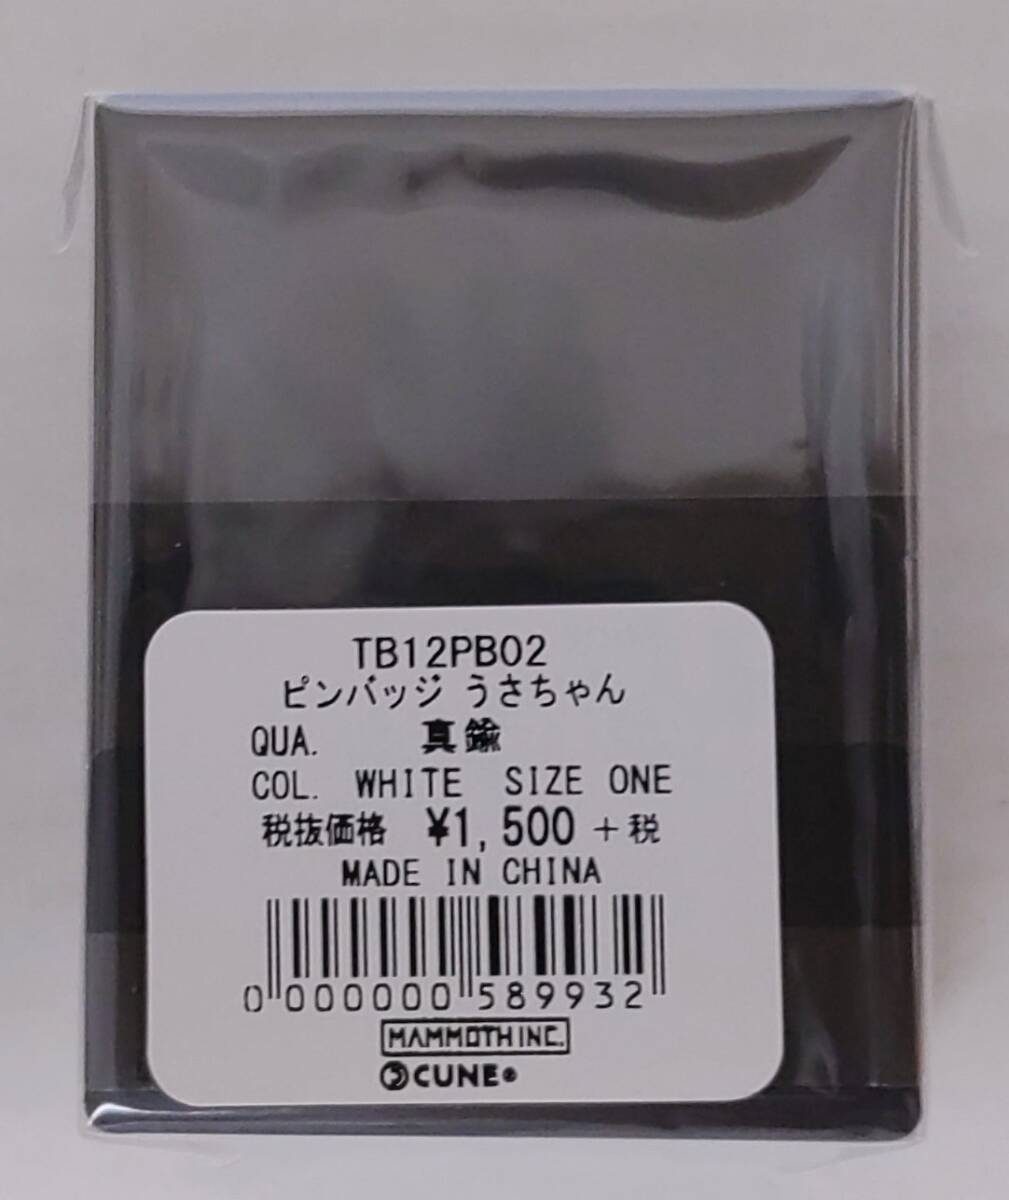 TB12PB02
ピンバッジ うさちゃん
QUA. 真鍮
COL. WHITE SIZE ONE
税抜価格 ¥1,500 +税
MADE IN CHINA
0 000000 589932
MAMMOTH INC.
CUNE®